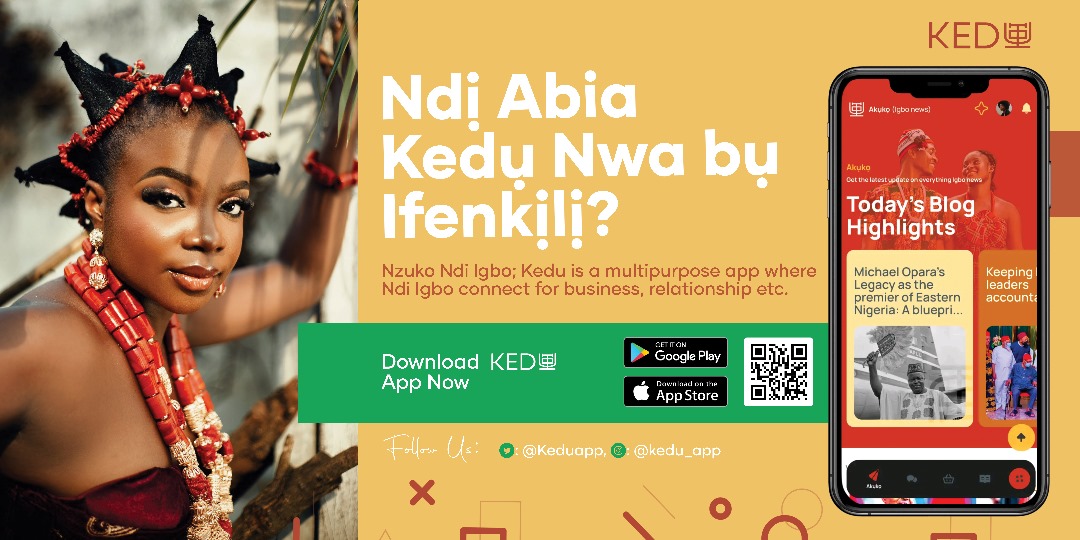 KEDU
Ndị Abia
Kedụ Nwa bụ
Ifenkịlị?
Nzuko Ndi Igbo; Kedu is a multipurpose app where
Ndi Igbo connect for business, relationship etc.
Download KEDU
App Now
GET IT ON
Google Play
Download on the
App Store
Follow Us: : @Keduapp, : @kedu_app
Akụkọ (Igbo news)
Akụkọ
Get the latest update on everything Igbo news
Today's Blog
Highlights
Michael Opara's
Legacy as the
premier of Eastern
Nigeria: A bluepri...
Keeping
leaders
accounta
Akụkọ